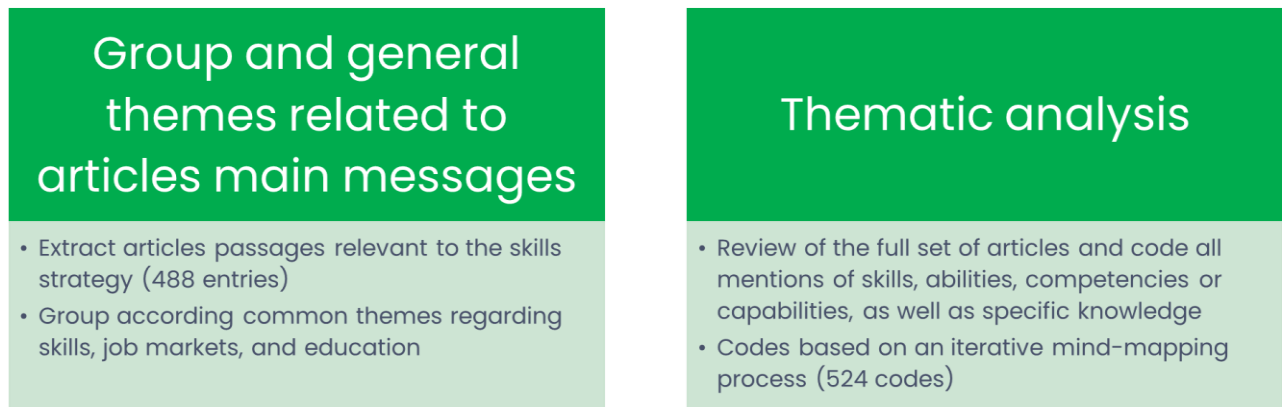 Group and general
themes related to
articles main messages
• Extract articles passages relevant to the skills
strategy (488 entries)
• Group according common themes regarding
skills, job markets, and education
Thematic analysis
• Review of the full set of articles and code all
mentions of skills, abilities, competencies or
capabilities, as well as specific knowledge
• Codes based on an iterative mind-mapping
process (524 codes)